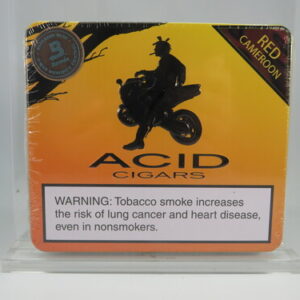 RED
CAMEROON
ACID
CIGARS
WARNING: Tobacco smoke increases
the risk of lung cancer and heart disease,
even in nonsmokers.